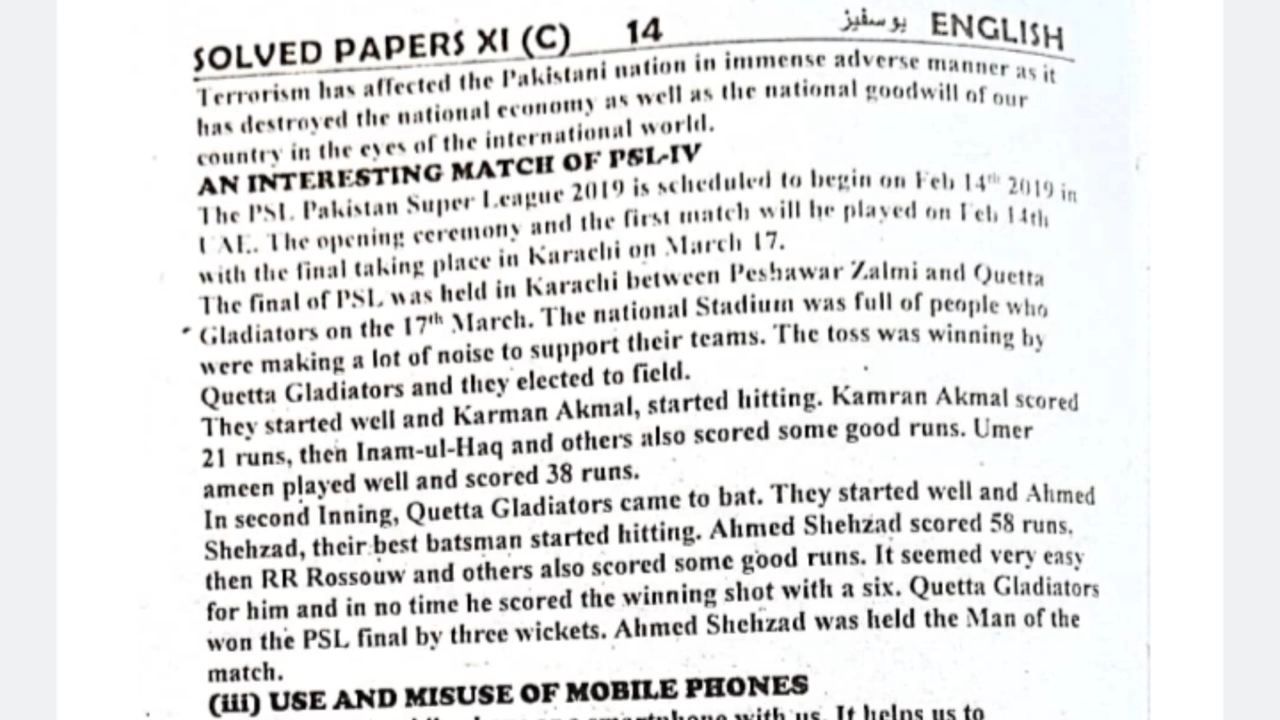 SOLVED PAPERS XI (C) 14 يوسفيز ENGLISH
Terrorism has affected the Pakistani nation in immense adverse manner as it
has destroyed the national economy as well as the national goodwill of our
country in the eyes of the international world.
AN INTERESTING MATCH OF PSL-IV
The PSL Pakistan Super League 2019 is scheduled to begin on Feb 14th 2019 in
UAE. The opening ceremony and the first match will be played on Feb 14th
with the final taking place in Karachi on March 17.
The final of PSL was held in Karachi between Peshawar Zalmi and Quetta
Gladiators on the 17th March. The national Stadium was full of people who
were making a lot of noise to support their teams. The toss was winning by
Quetta Gladiators and they elected to field.
They started well and Karman Akmal, started hitting. Kamran Akmal scored
21 runs, then Inam-ul-Haq and others also scored some good runs. Umer
ameen played well and scored 38 runs.
In second Inning, Quetta Gladiators came to bat. They started well and Ahmed
Shehzad, their best batsman started hitting. Ahmed Shehzad scored 58 runs,
then RR Rossouw and others also scored some good runs. It seemed very easy
for him and in no time he scored the winning shot with a six. Quetta Gladiators
won the PSL final by three wickets. Ahmed Shehzad was held the Man of the
match.
(iii) USE AND MISUSE OF MOBILE PHONES
smartphone with us. It helps us to